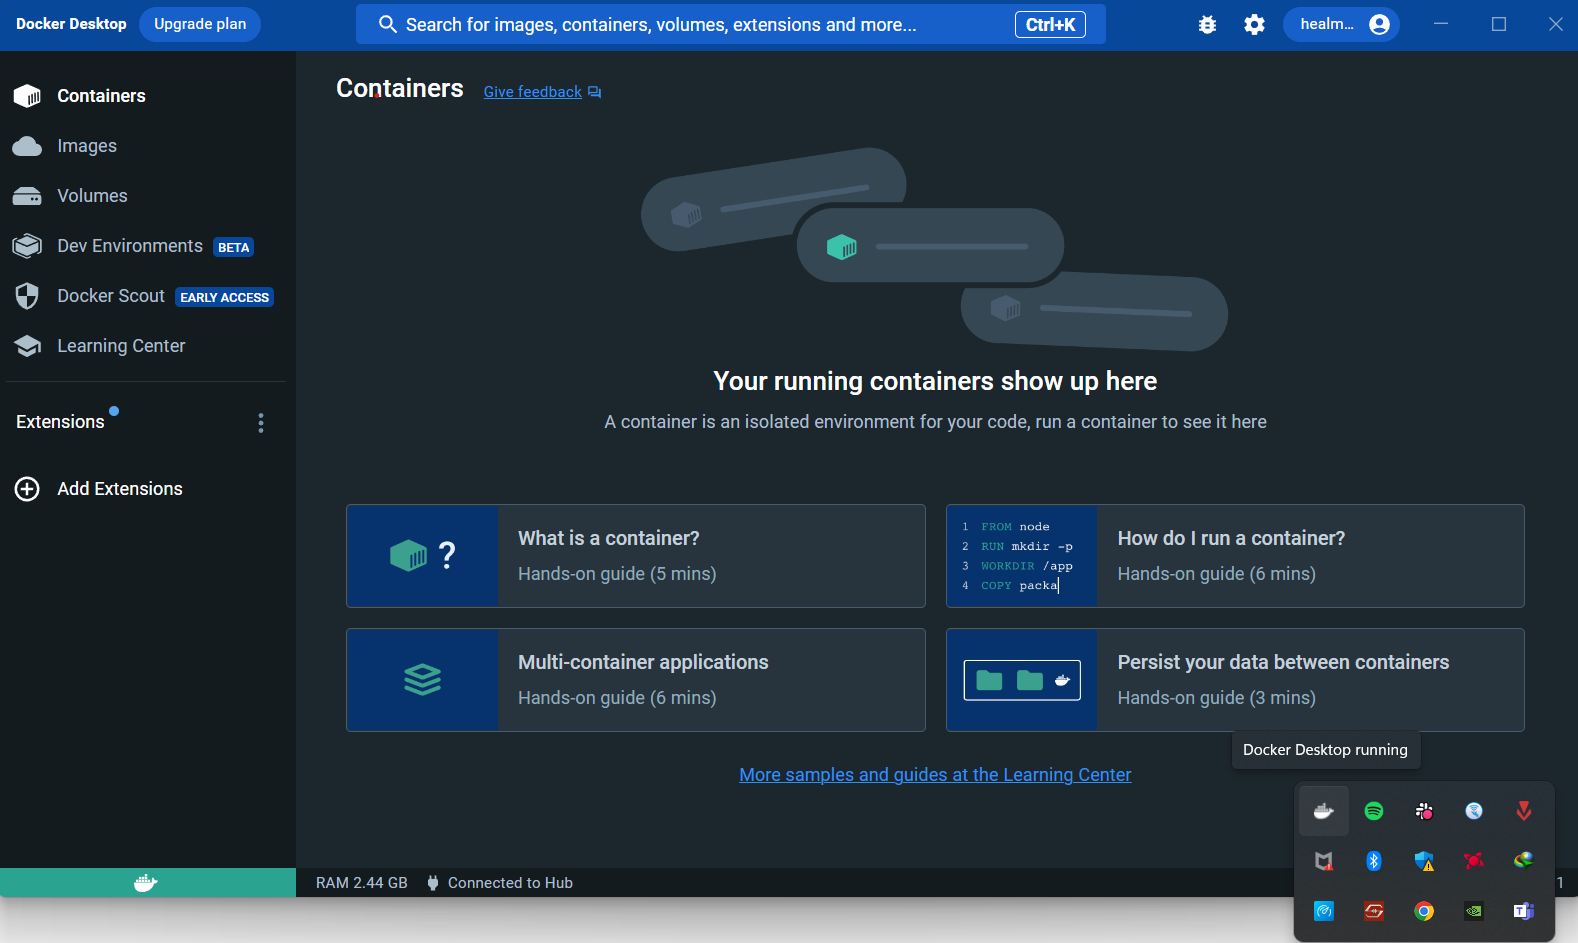 Docker Desktop
Upgrade plan
Search for images, containers, volumes, extensions and more...
Ctrl+K
healm...
Containers
Images
Volumes
Dev Environments BETA
Docker Scout EARLY ACCESS
Learning Center
Extensions
Add Extensions
Containers
Give feedback
Your running containers show up here
A container is an isolated environment for your code, run a container to see it here
?
What is a container?
Hands-on guide (5 mins)
1 FROM node
2 RUN mkdir -p
3 WORKDIR /app
4 COPY packa
How do I run a container?
Hands-on guide (6 mins)
Multi-container applications
Hands-on guide (6 mins)
Persist your data between containers
Hands-on guide (3 mins)
Docker Desktop running
More samples and guides at the Learning Center
RAM 2.44 GB
Connected to Hub
1